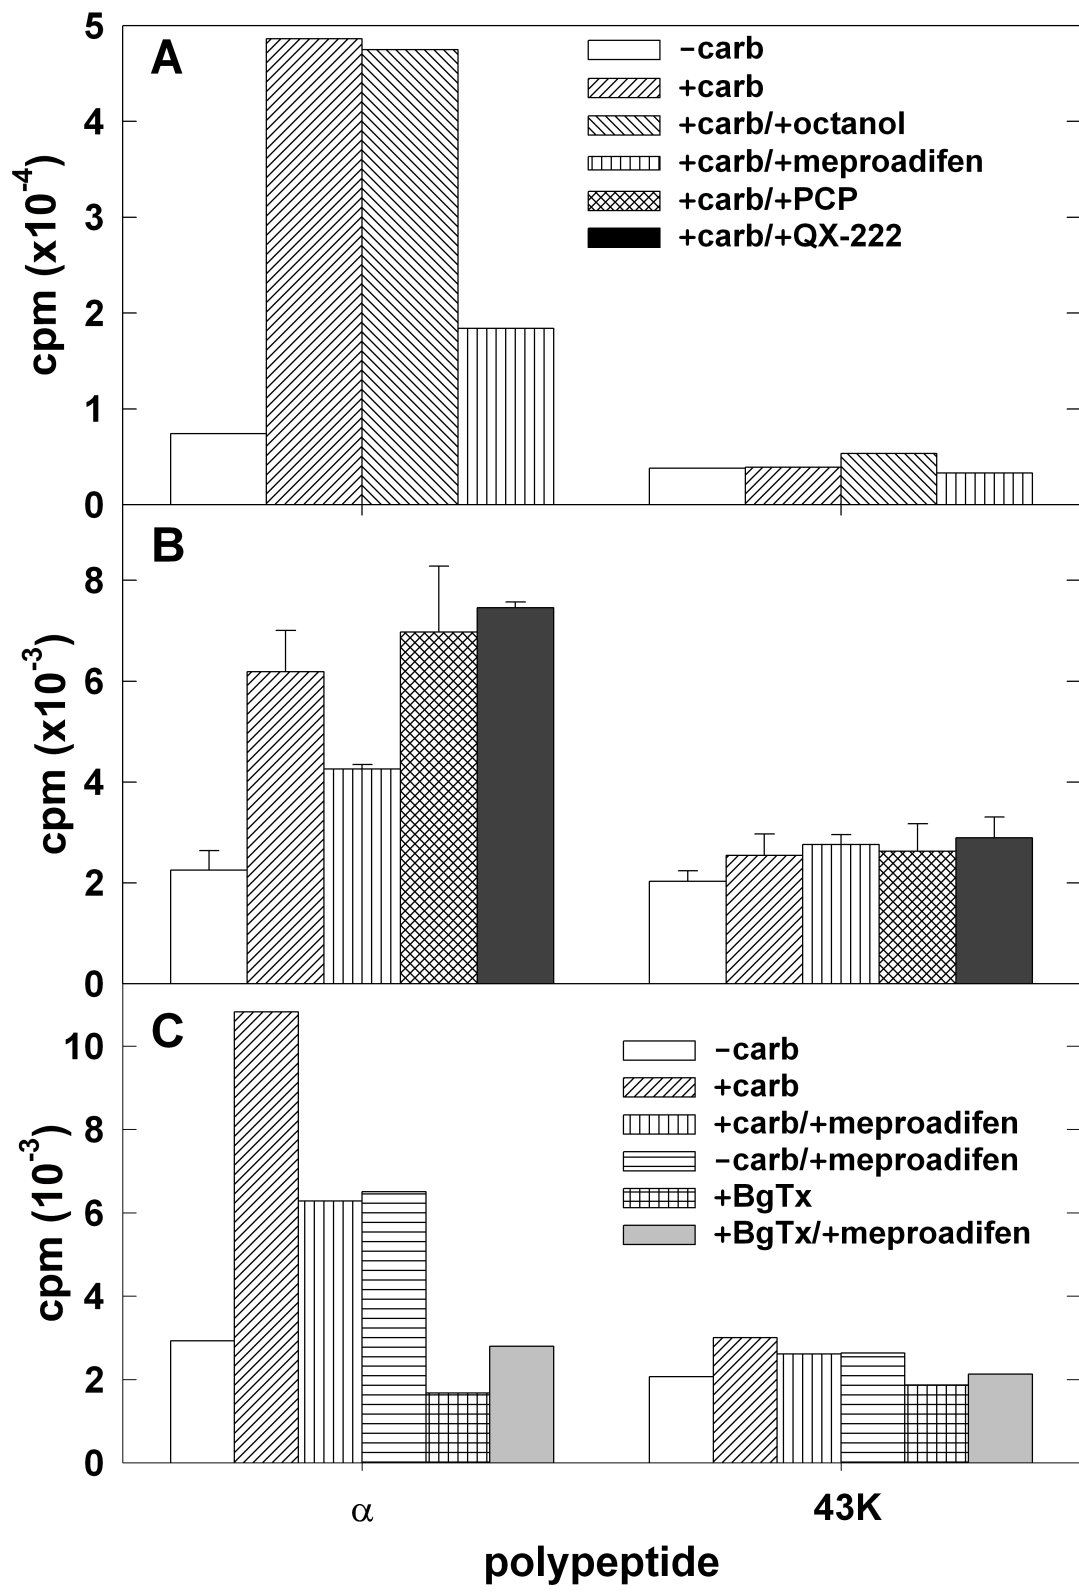 A
5
4
3
2
1
0
cpm (x10-4)
−carb
+carb
+carb/+octanol
+carb/+meproadifen
+carb/+PCP
+carb/+QX-222
B
8
6
4
2
0
cpm (x10-3)
C
10
8
6
4
2
0
cpm (10-3)
−carb
+carb
+carb/+meproadifen
−carb/+meproadifen
+BgTx
+BgTx/+meproadifen
α 43K
polypeptide